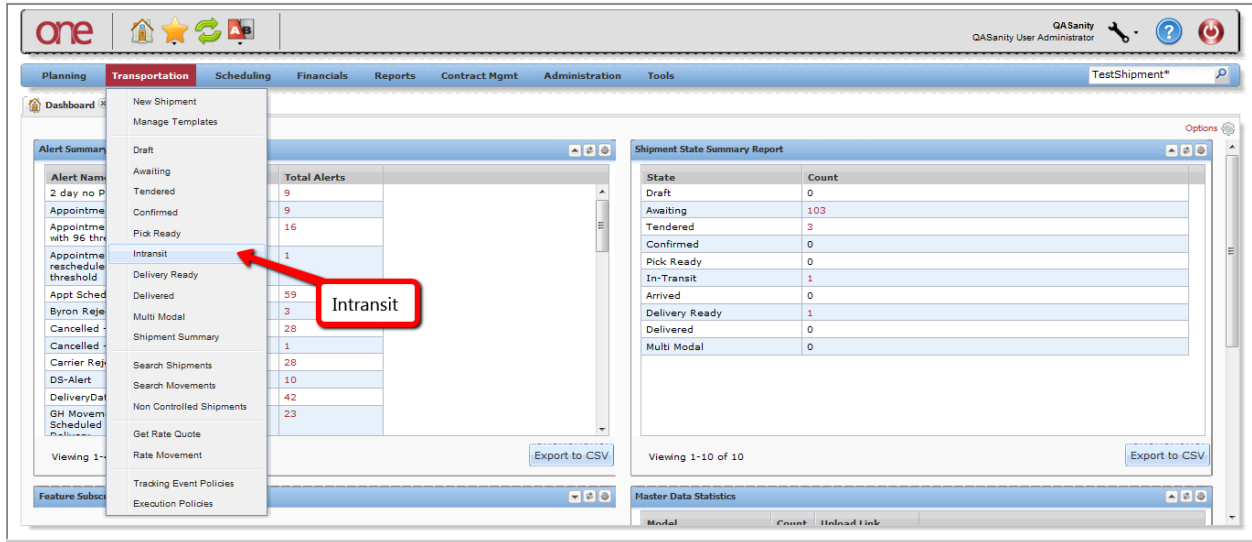 one
AB
QASanity
QASanity User Administrator
?
Planning Transportation Scheduling Financials Reports Contract Mgmt Administration Tools
TestShipment*
Dashboard
Options
New Shipment
Manage Templates
Draft
Awaiting
Tendered
Confirmed
Pick Ready
Intransit
Delivery Ready
Delivered
Multi Modal
Shipment Summary
Search Shipments
Search Movements
Non Controlled Shipments
Get Rate Quote
Rate Movement
Tracking Event Policies
Execution Policies
Intransit
Alert Summary
Alert Name Total Alerts
2 day no P 9
Appointme 9
Appointme 16
with 96 thre
Appointme 1
reschedule
threshold
Appt Sched 59
Byron Reje 3
Cancelled - 28
Cancelled - 1
Carrier Reje 28
DS-Alert 10
DeliveryDat 42
GH Movem 23
Scheduled
Delivery
Viewing 1-
Export to CSV
Shipment State Summary Report
State Count
Draft 0
Awaiting 103
Tendered 3
Confirmed 0
Pick Ready 0
In-Transit 1
Arrived 0
Delivery Ready 1
Delivered 0
Multi Modal 0
Viewing 1-10 of 10
Export to CSV
Feature Subscr
Master Data Statistics
Model Count Upload Link